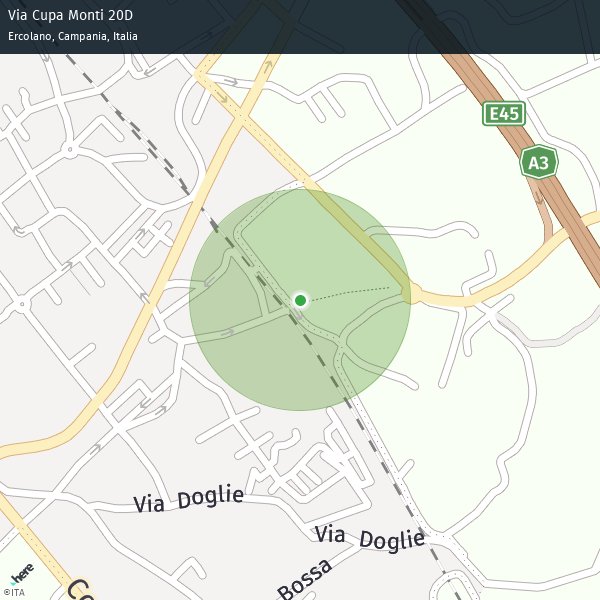 Via Cupa Monti 20D
Ercolano, Campania, Italia
E45
A3
Via Doglie
Via Doglie
Bossa
Co
here
©ITA